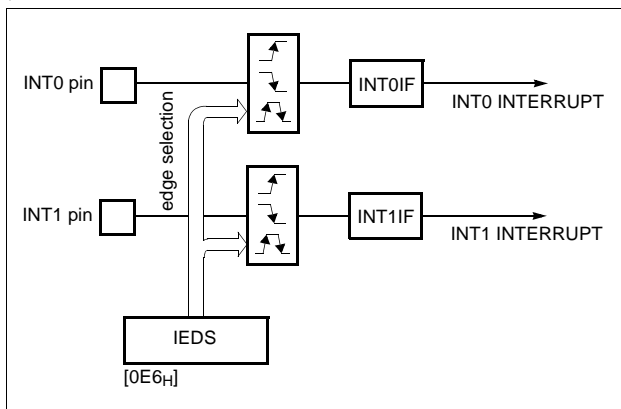 INT0 pin
INT0IF
INT0 INTERRUPT
edge selection
INT1 pin
INT1IF
INT1 INTERRUPT
IEDS
[0E6H]